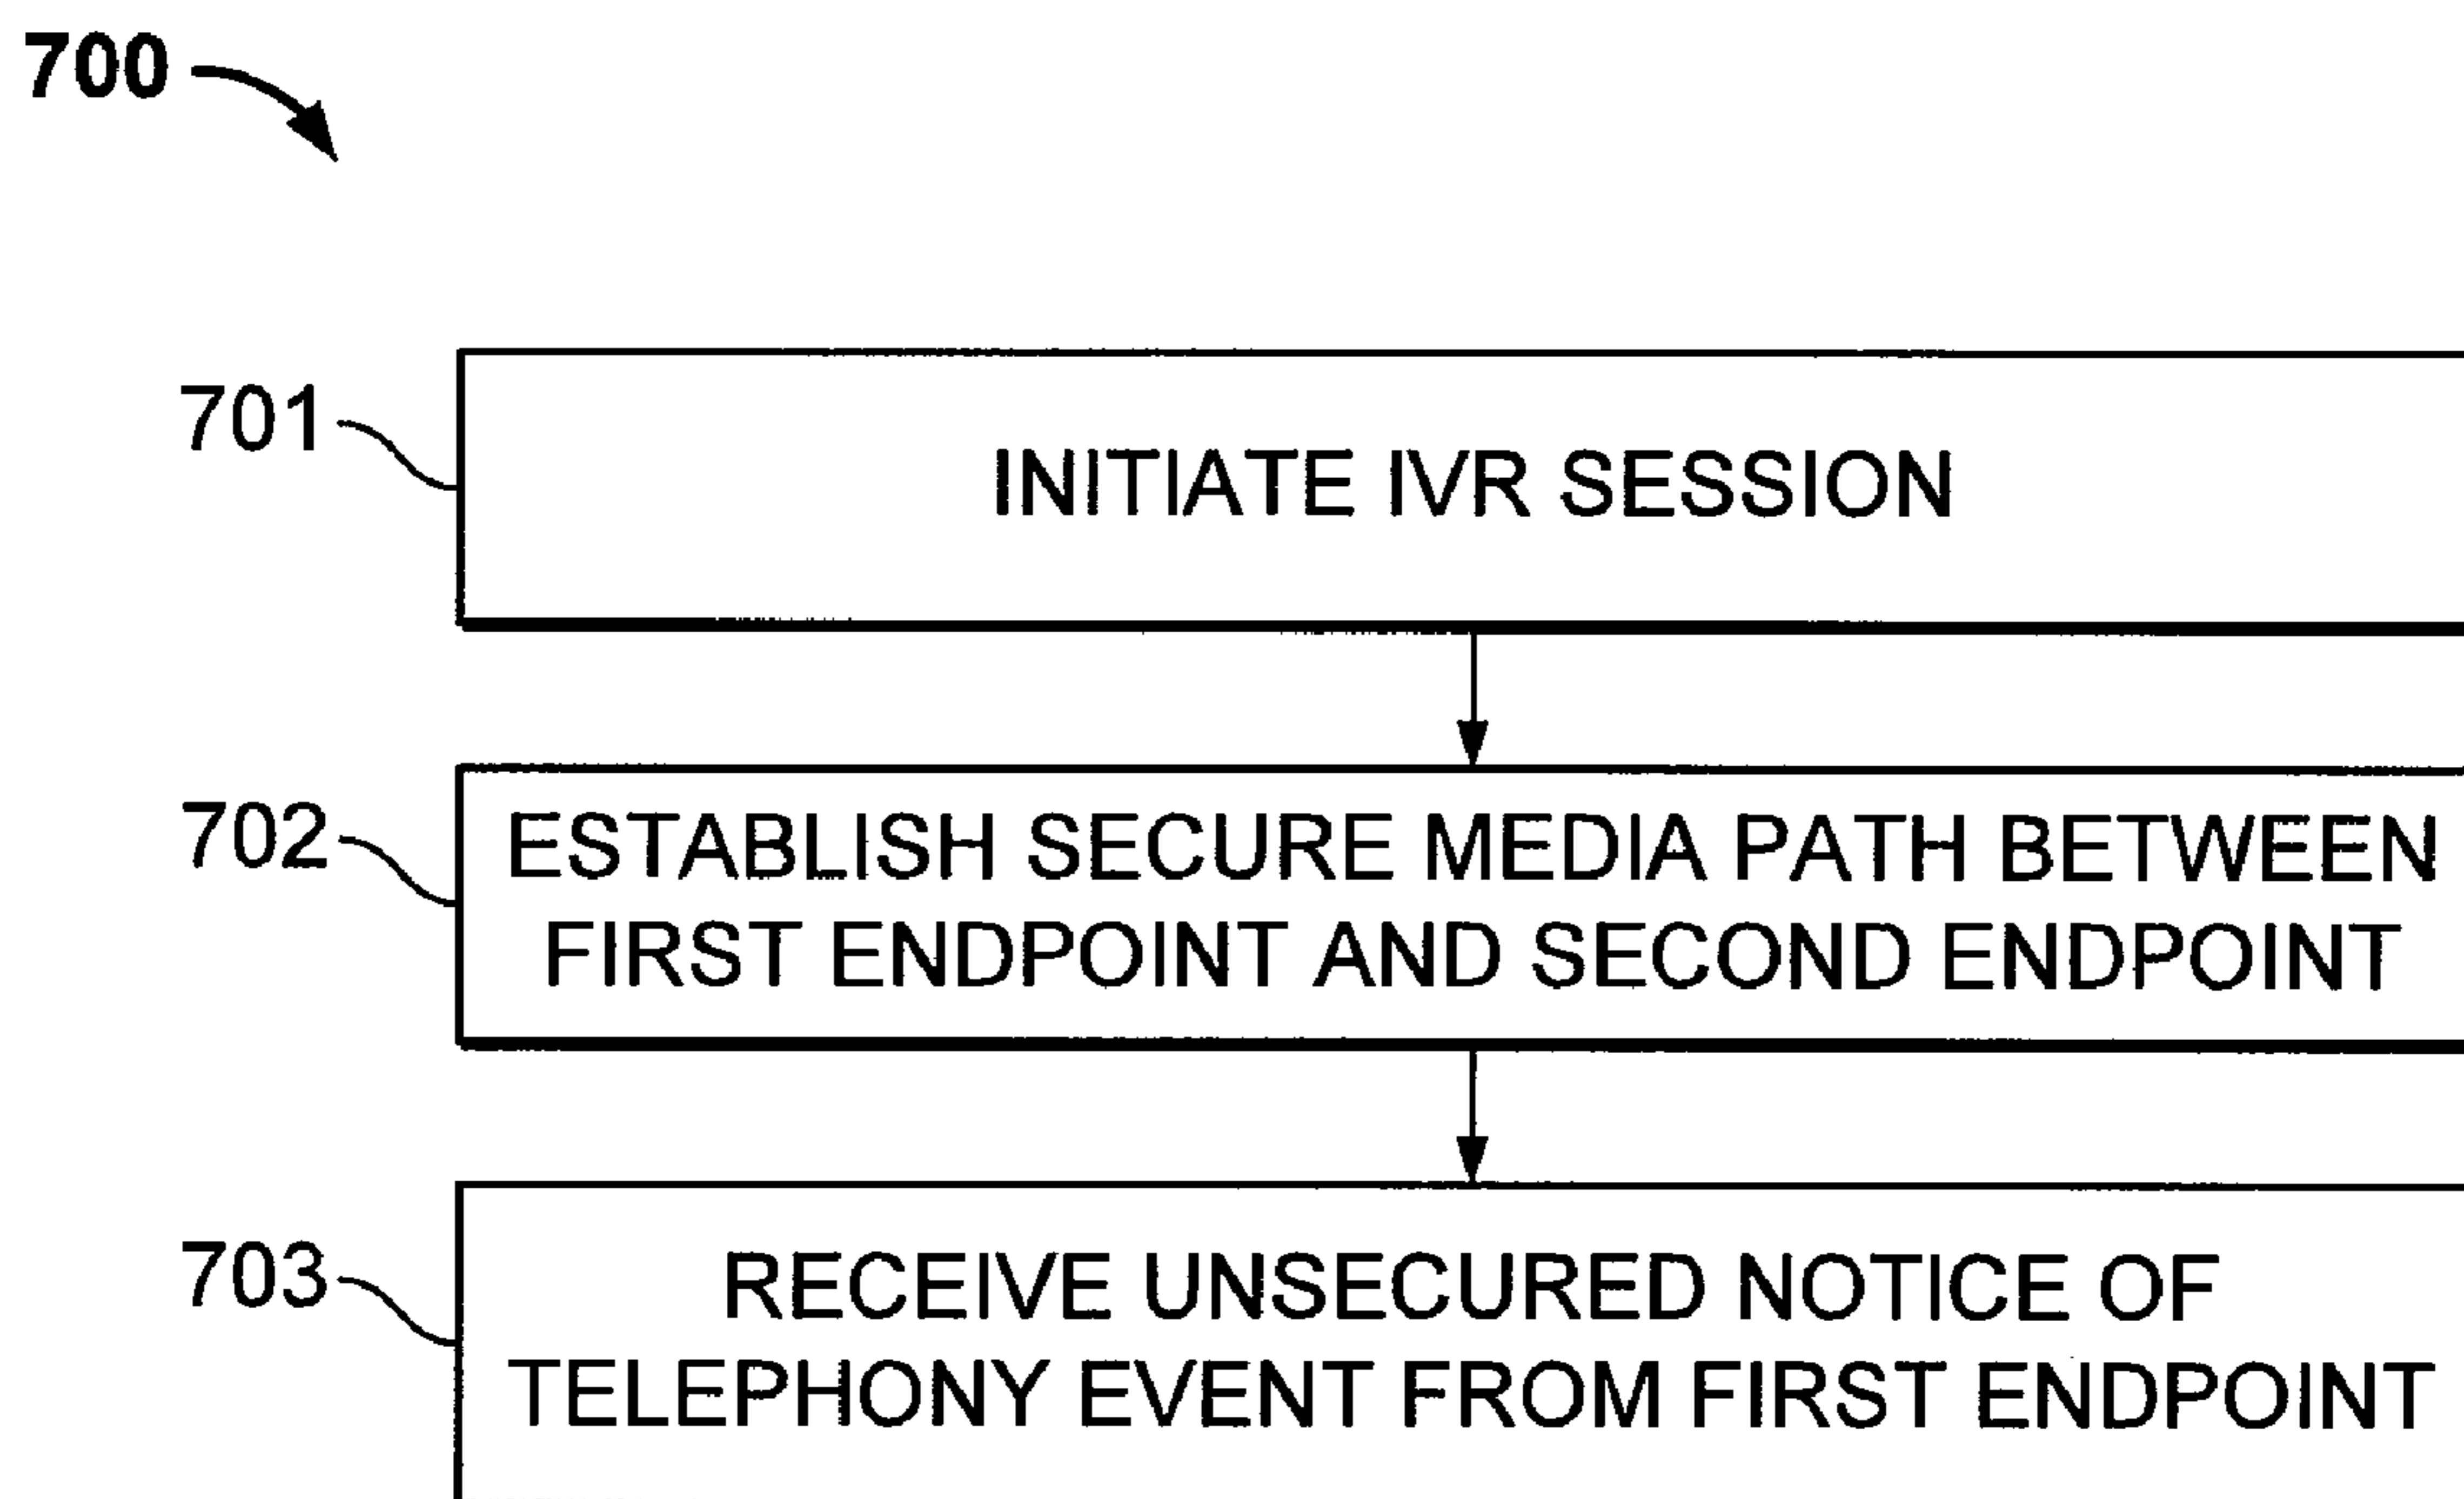 700
701
INITIATE IVR SESSION
702
ESTABLISH SECURE MEDIA PATH BETWEEN
FIRST ENDPOINT AND SECOND ENDPOINT
703
RECEIVE UNSECURED NOTICE OF
TELEPHONY EVENT FROM FIRST ENDPOINT